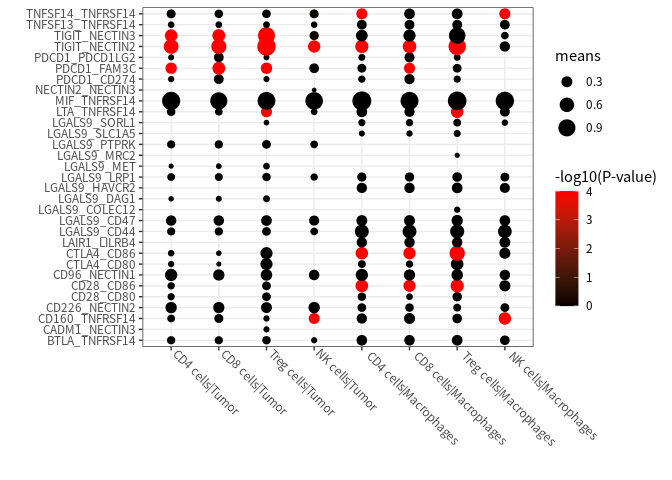 TNFSF14_TNFRSF14
TNFSF13_TNFRSF14
TIGIT_NECTIN3
TIGIT_NECTIN2
PDCD1_PDCD1LG2
PDCD1_FAM3C
PDCD1_CD274
NECTIN2_NECTIN3
MIF_TNFRSF14
LTA_TNFRSF14
LGALS9_SORL1
LGALS9_SLC1A5
LGALS9_PTPRK
LGALS9_MRC2
LGALS9_MET
LGALS9_LRP1
LGALS9_HAVCR2
LGALS9_DAG1
LGALS9_COLEC12
LGALS9_CD47
LGALS9_CD44
LAIR1_LILRB4
CTLA4_CD86
CTLA4_CD80
CD96_NECTIN1
CD28_CD86
CD28_CD80
CD226_NECTIN2
CD160_TNFRSF14
CADM1_NECTIN3
BTLA_TNFRSF14
CD4 cells|Tumor
CD8 cells|Tumor
Treg cells|Tumor
NK cells|Tumor
CD4 cells|Macrophages
CD8 cells|Macrophages
Treg cells|Macrophages
NK cells|Macrophages
means
0.3
0.6
0.9
-log10(P-value)
4
3
2
1
0